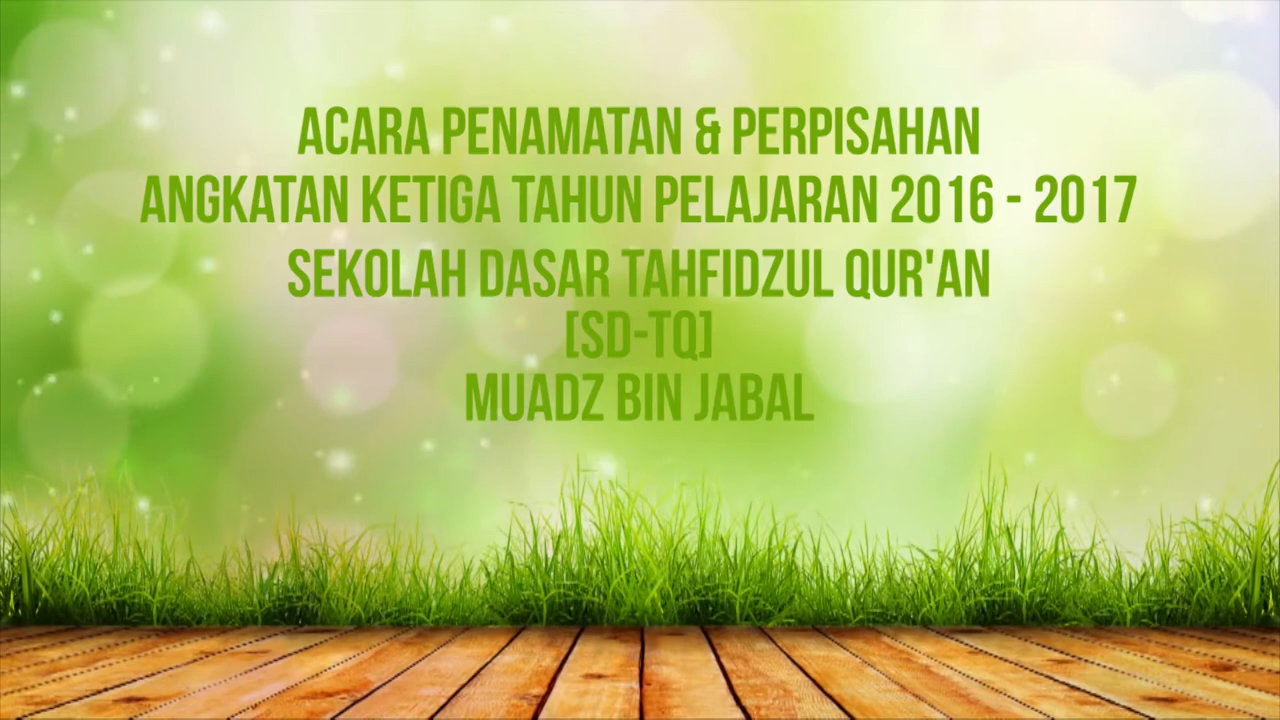 ACARA PENAMATAN & PERPISAHAN
ANGKATAN KETIGA TAHUN PELAJARAN 2016 - 2017
SEKOLAH DASAR TAHFIDZUL QUR'AN
[SD-TQ]
MUADZ BIN JABAL